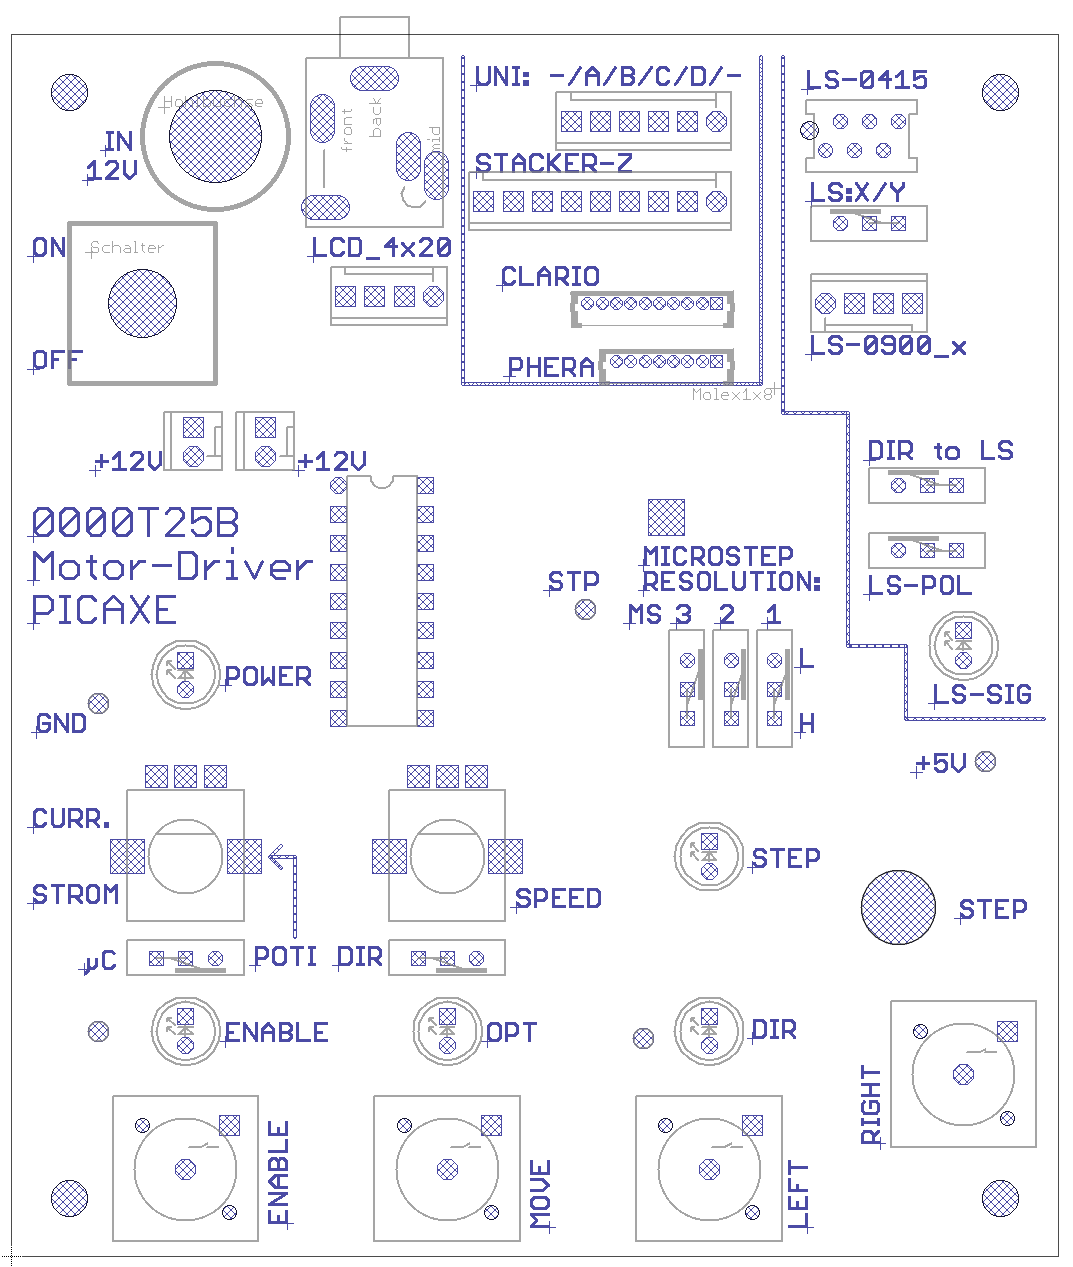 UNI: -/A/B/C/D/-
LS-0415
Hohlbuchse
front
back
mid
IN
12V
STACKER-Z
LS:X/Y
ON
Schalter
LCD_4x20
CLARIO
OFF
PHERA
LS-0900_x
Molex1x8
+12V
+12V
DIR to LS
0000T25B
Motor-Driver
PICAXE
MICROSTEP
RESOLUTION:
STP
LS-POL
MS 3 2 1
L
POWER
LS-SIG
GND
H
+5V
CURR.
STEP
STROM
SPEED
STEP
µC
POTI
DIR
ENABLE
OPT
DIR
RIGHT
ENABLE
MOVE
LEFT